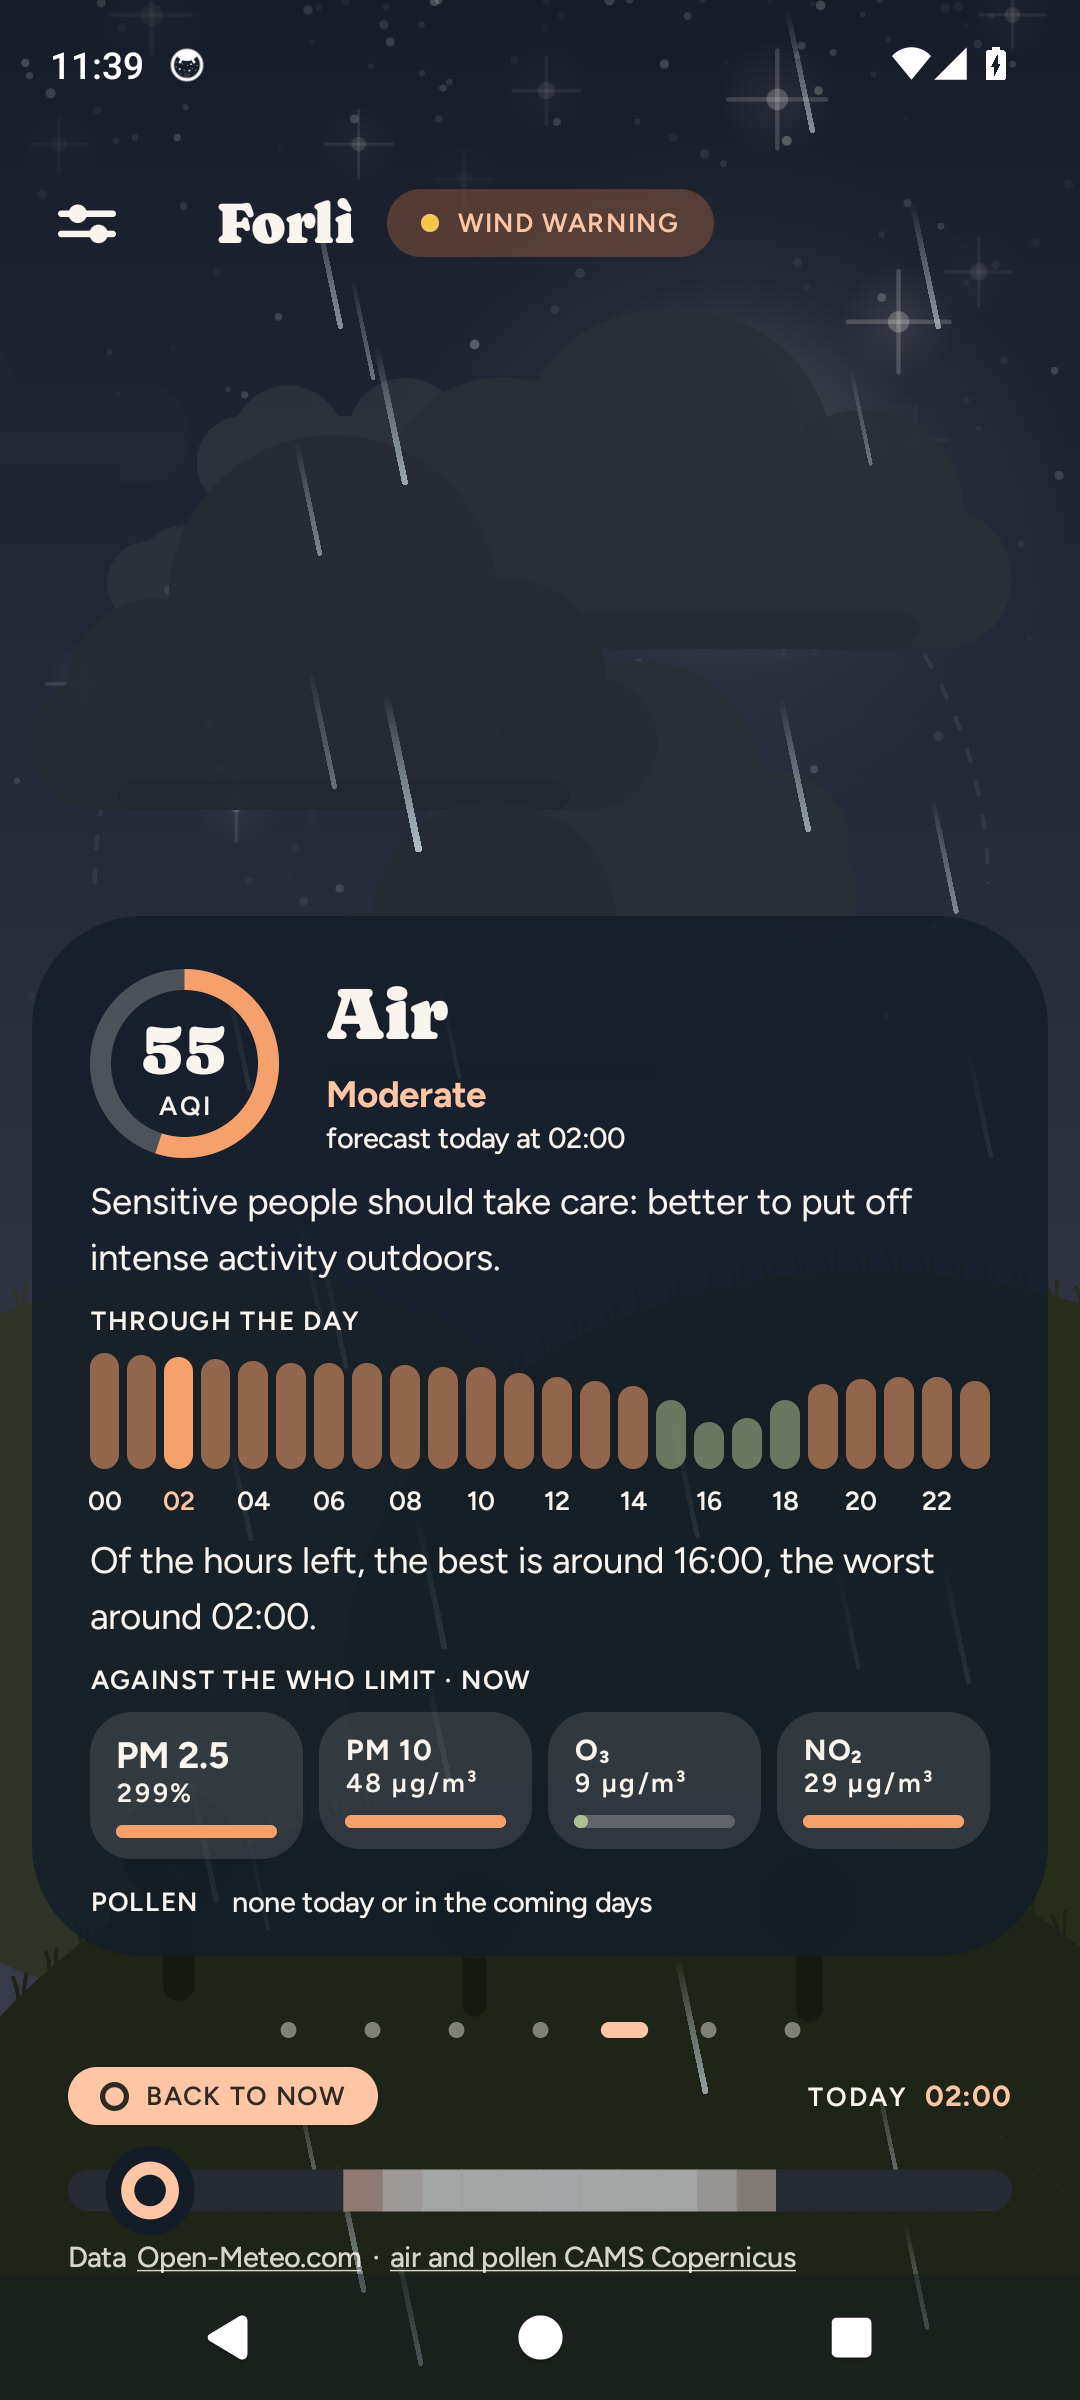 11:39
Forlì
WIND WARNING
55
AQI
Air
Moderate
forecast today at 02:00
Sensitive people should take care: better to put off
intense activity outdoors.
THROUGH THE DAY
00 02 04 06 08 10 12 14 16 18 20 22
Of the hours left, the best is around 16:00, the worst
around 02:00.
AGAINST THE WHO LIMIT · NOW
PM 2.5
299%
PM 10
48 µg/m³
O₃
9 µg/m³
NO₂
29 µg/m³
POLLEN none today or in the coming days
BACK TO NOW
TODAY 02:00
Data Open-Meteo.com · air and pollen CAMS Copernicus